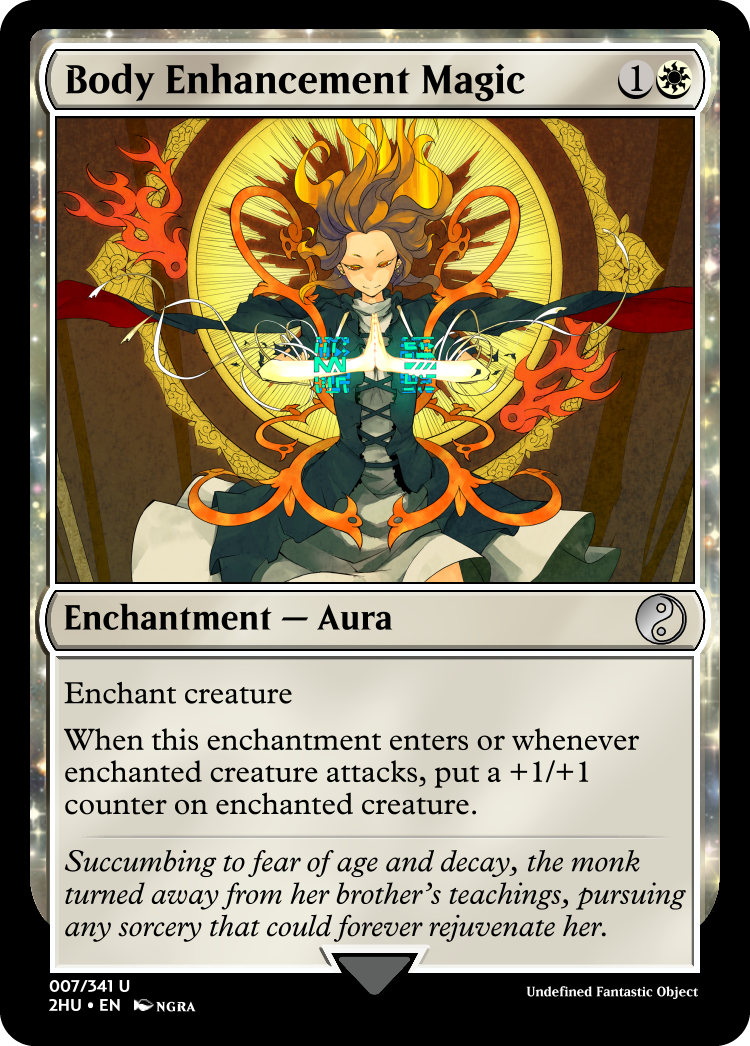 Body Enhancement Magic 1
Enchantment — Aura
Enchant creature
When this enchantment enters or whenever
enchanted creature attacks, put a +1/+1
counter on enchanted creature.
Succumbing to fear of age and decay, the monk
turned away from her brother’s teachings, pursuing
any sorcery that could forever rejuvenate her.
007/341 U
2HU • EN NGRA
Undefined Fantastic Object